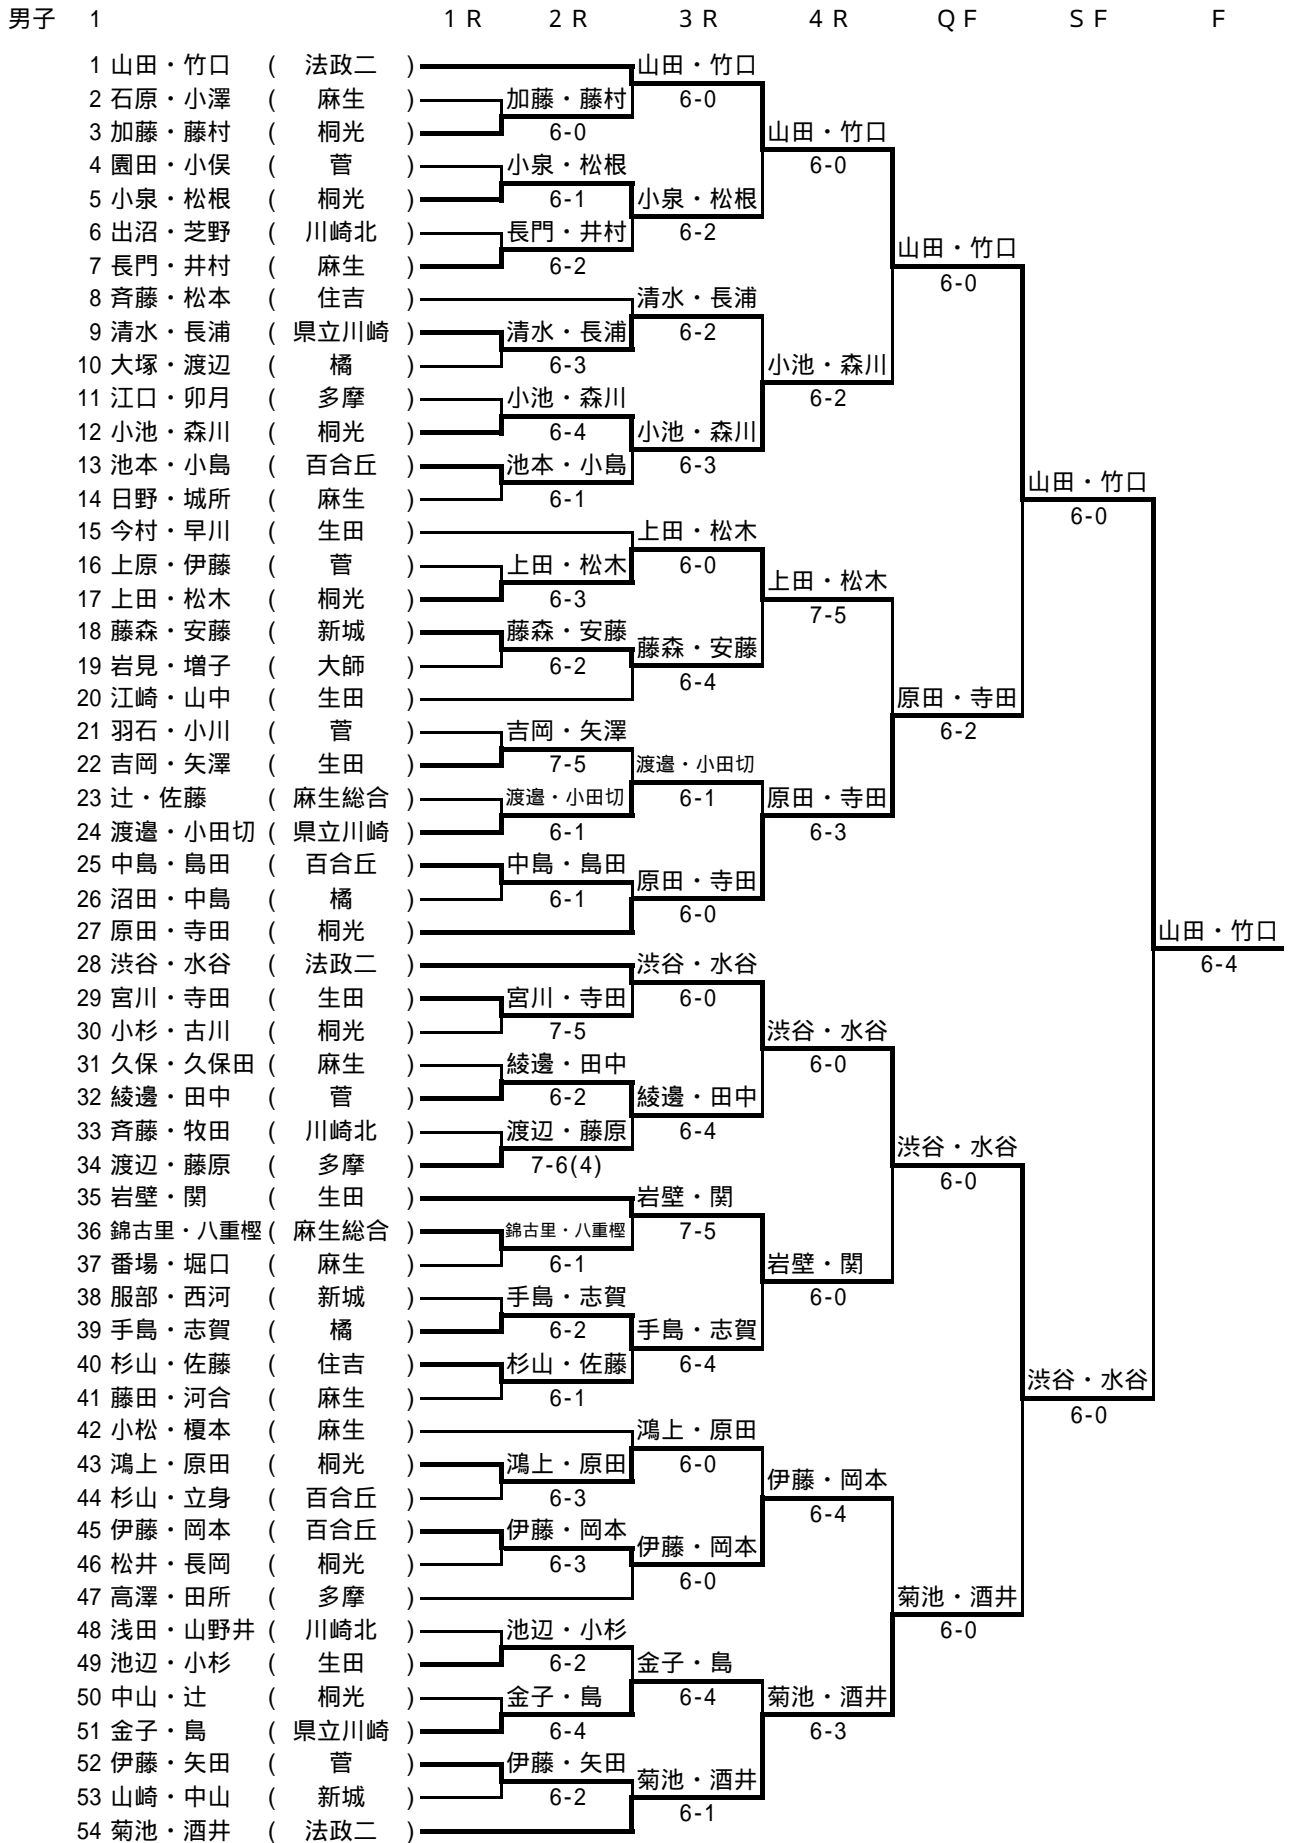 男子 1 1R 2R 3R 4R QF SF F
1 山田・竹口 ( 法政二 ) 山田・竹口
2 石原・小澤 ( 麻生 ) 加藤・藤村 6-0
3 加藤・藤村 ( 桐光 ) 6-0 山田・竹口
4 園田・小俣 ( 菅 ) 小泉・松根 6-0
5 小泉・松根 ( 桐光 ) 6-1 小泉・松根
6 出沼・芝野 ( 川崎北 ) 長門・井村 6-2 山田・竹口
7 長門・井村 ( 麻生 ) 6-2 6-0
8 斉藤・松本 ( 住吉 ) 清水・長浦
9 清水・長浦 ( 県立川崎 ) 清水・長浦 6-2
10 大塚・渡辺 ( 橘 ) 6-3 小池・森川
11 江口・卯月 ( 多摩 ) 小池・森川 6-2
12 小池・森川 ( 桐光 ) 6-4 小池・森川
13 池本・小島 ( 百合丘 ) 池本・小島 6-3 山田・竹口
14 日野・城所 ( 麻生 ) 6-1 6-0
15 今村・早川 ( 生田 ) 上田・松木
16 上原・伊藤 ( 菅 ) 上田・松木 6-0 上田・松木
17 上田・松木 ( 桐光 ) 6-3 7-5
18 藤森・安藤 ( 新城 ) 藤森・安藤 藤森・安藤
19 岩見・増子 ( 大師 ) 6-2 6-4
20 江崎・山中 ( 生田 ) 原田・寺田
21 羽石・小川 ( 菅 ) 吉岡・矢澤 6-2
22 吉岡・矢澤 ( 生田 ) 7-5 渡邉・小田切
23 辻・佐藤 ( 麻生総合 ) 渡邉・小田切 6-1 原田・寺田
24 渡邉・小田切 ( 県立川崎 ) 6-1 6-3
25 中島・島田 ( 百合丘 ) 中島・島田 原田・寺田
26 沼田・中島 ( 橘 ) 6-1 6-0
27 原田・寺田 ( 桐光 ) 山田・竹口
28 渋谷・水谷 ( 法政二 ) 渋谷・水谷 6-4
29 宮川・寺田 ( 生田 ) 宮川・寺田 6-0
30 小杉・古川 ( 桐光 ) 7-5 渋谷・水谷
31 久保・久保田 ( 麻生 ) 綾邉・田中 6-0
32 綾邉・田中 ( 菅 ) 6-2 綾邉・田中
33 斉藤・牧田 ( 川崎北 ) 渡辺・藤原 6-4 渋谷・水谷
34 渡辺・藤原 ( 多摩 ) 7-6(4) 6-0
35 岩壁・関 ( 生田 ) 岩壁・関
36 錦古里・八重樫 ( 麻生総合 ) 錦古里・八重樫 7-5
37 番場・堀口 ( 麻生 ) 6-1 岩壁・関
38 服部・西河 ( 新城 ) 手島・志賀 6-0
39 手島・志賀 ( 橘 ) 6-2 手島・志賀
40 杉山・佐藤 ( 住吉 ) 杉山・佐藤 6-4 渋谷・水谷
41 藤田・河合 ( 麻生 ) 6-1 6-0
42 小松・榎本 ( 麻生 ) 鴻上・原田
43 鴻上・原田 ( 桐光 ) 鴻上・原田 6-0 伊藤・岡本
44 杉山・立身 ( 百合丘 ) 6-3 6-4
45 伊藤・岡本 ( 百合丘 ) 伊藤・岡本 伊藤・岡本
46 松井・長岡 ( 桐光 ) 6-3 6-0
47 高澤・田所 ( 多摩 ) 菊池・酒井
48 浅田・山野井 ( 川崎北 ) 池辺・小杉 6-0
49 池辺・小杉 ( 生田 ) 6-2 金子・島
50 中山・辻 ( 桐光 ) 金子・島 6-4 菊池・酒井
51 金子・島 ( 県立川崎 ) 6-4 6-3
52 伊藤・矢田 ( 菅 ) 伊藤・矢田 菊池・酒井
53 山崎・中山 ( 新城 ) 6-2 6-1
54 菊池・酒井 ( 法政二 )